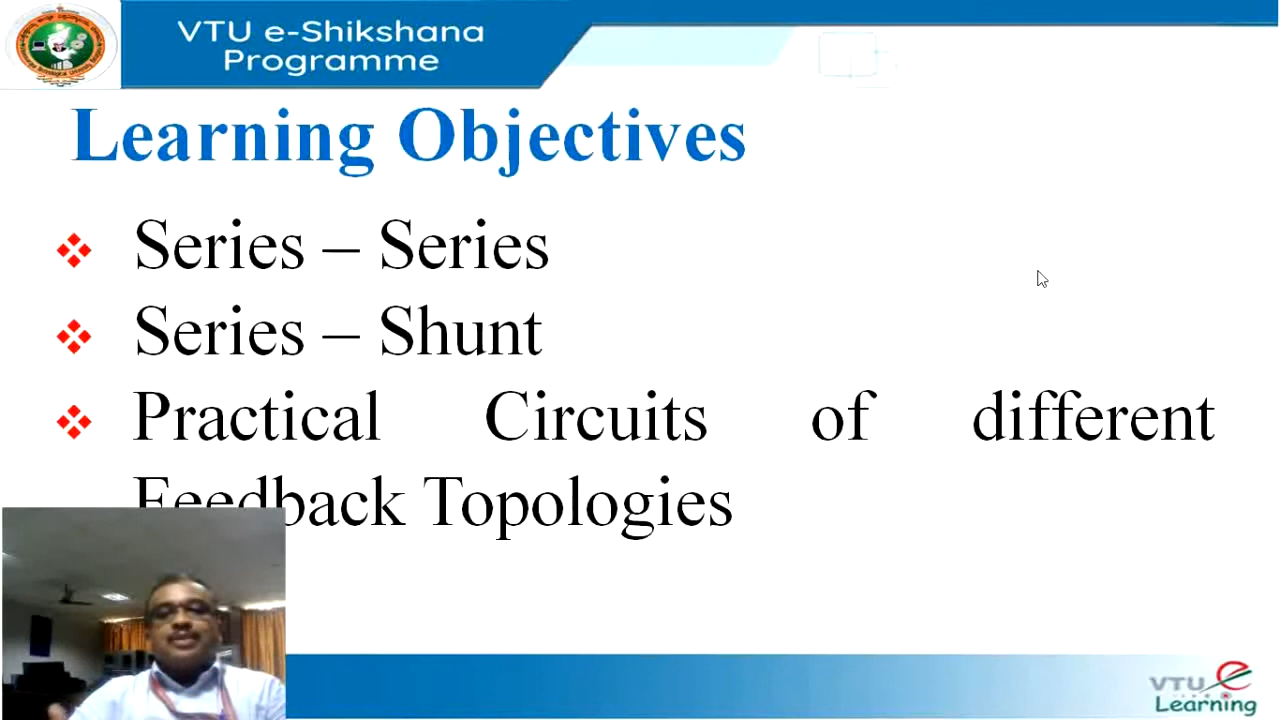 VTU e-Shikshana
Programme
Learning Objectives
Series – Series
Series – Shunt
Practical Circuits of different
Feedback Topologies
VTU e
Learning